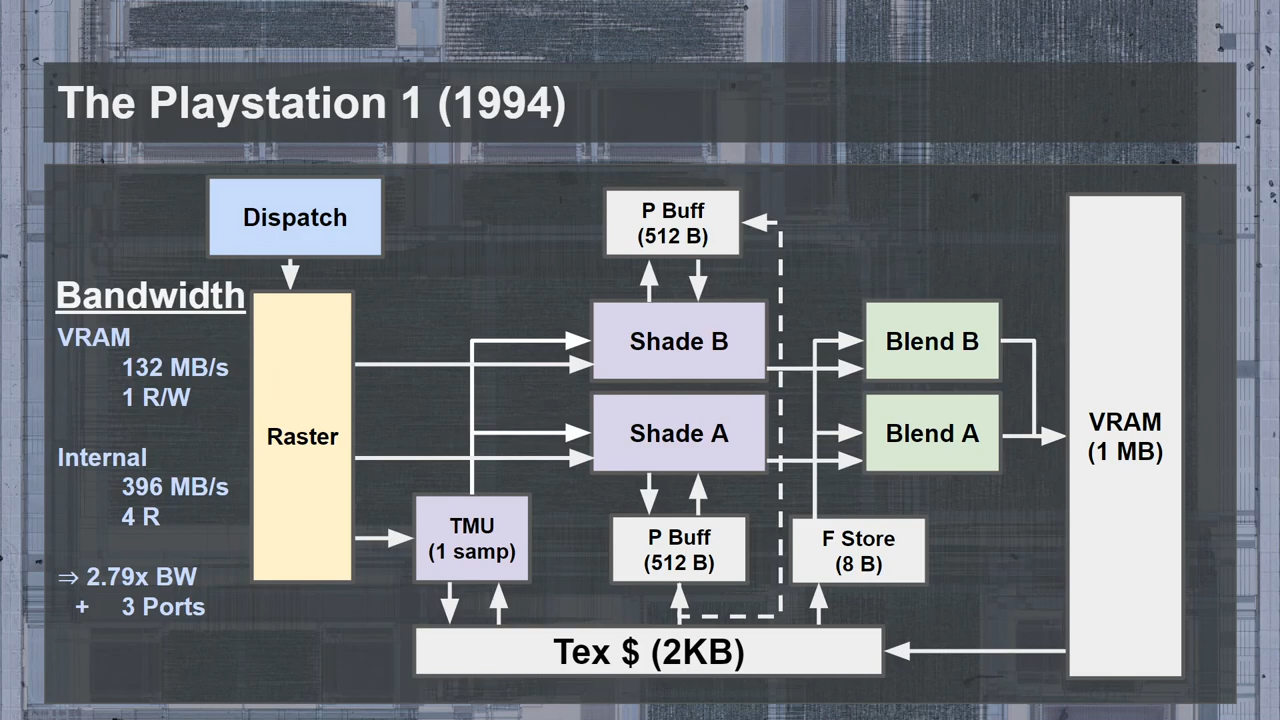 The Playstation 1 (1994)
Dispatch
Bandwidth
VRAM
132 MB/s
1 R/W
Internal
396 MB/s
4 R
⇒ 2.79x BW
+ 3 Ports
Raster
TMU
(1 samp)
P Buff
(512 B)
Shade B
Shade A
P Buff
(512 B)
Blend B
Blend A
F Store
(8 B)
Tex $ (2KB)
VRAM
(1 MB)